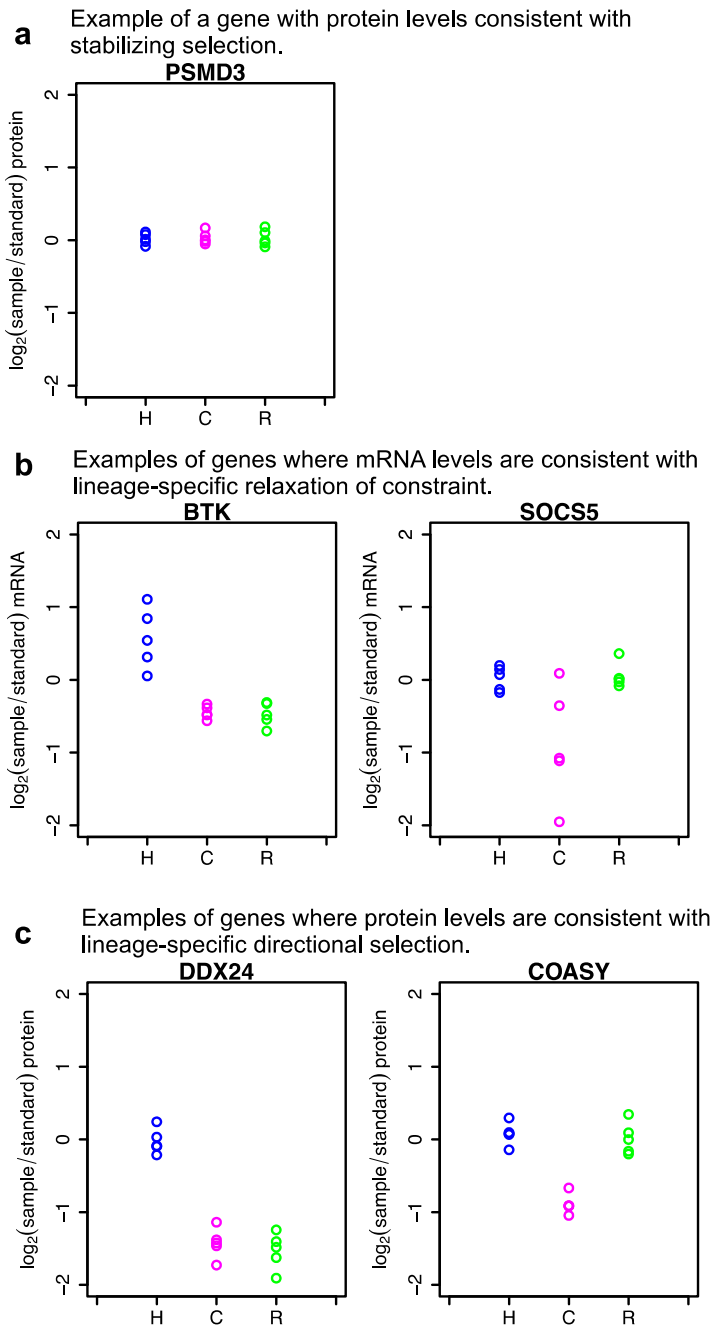 a Example of a gene with protein levels consistent with
stabilizing selection.
PSMD3
log₂(sample/standard) protein
2
1
0
−1
−2
H C R
b Examples of genes where mRNA levels are consistent with
lineage-specific relaxation of constraint.
BTK
log₂(sample/standard) mRNA
2
1
0
−1
−2
H C R
SOCS5
log₂(sample/standard) mRNA
2
1
0
−1
−2
H C R
c Examples of genes where protein levels are consistent with
lineage-specific directional selection.
DDX24
log₂(sample/standard) protein
2
1
0
−1
−2
H C R
COASY
log₂(sample/standard) protein
2
1
0
−1
−2
H C R